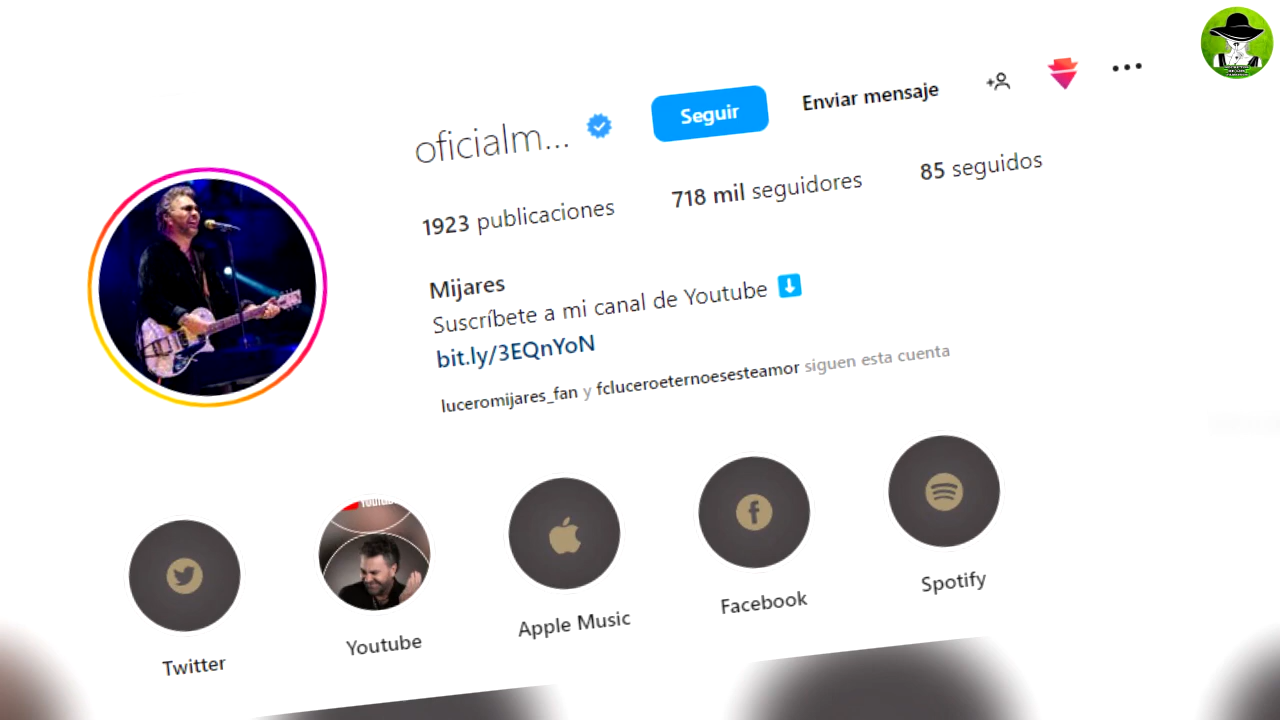 oficialm... Seguir Enviar mensaje
1923 publicaciones 718 mil seguidores 85 seguidos
Mijares
Suscríbete a mi canal de Youtube ⬇️
bit.ly/3EQnYoN
luceromijares_fan y fcluceroeternoesesteamor siguen esta cuenta
Twitter Youtube Apple Music Facebook Spotify